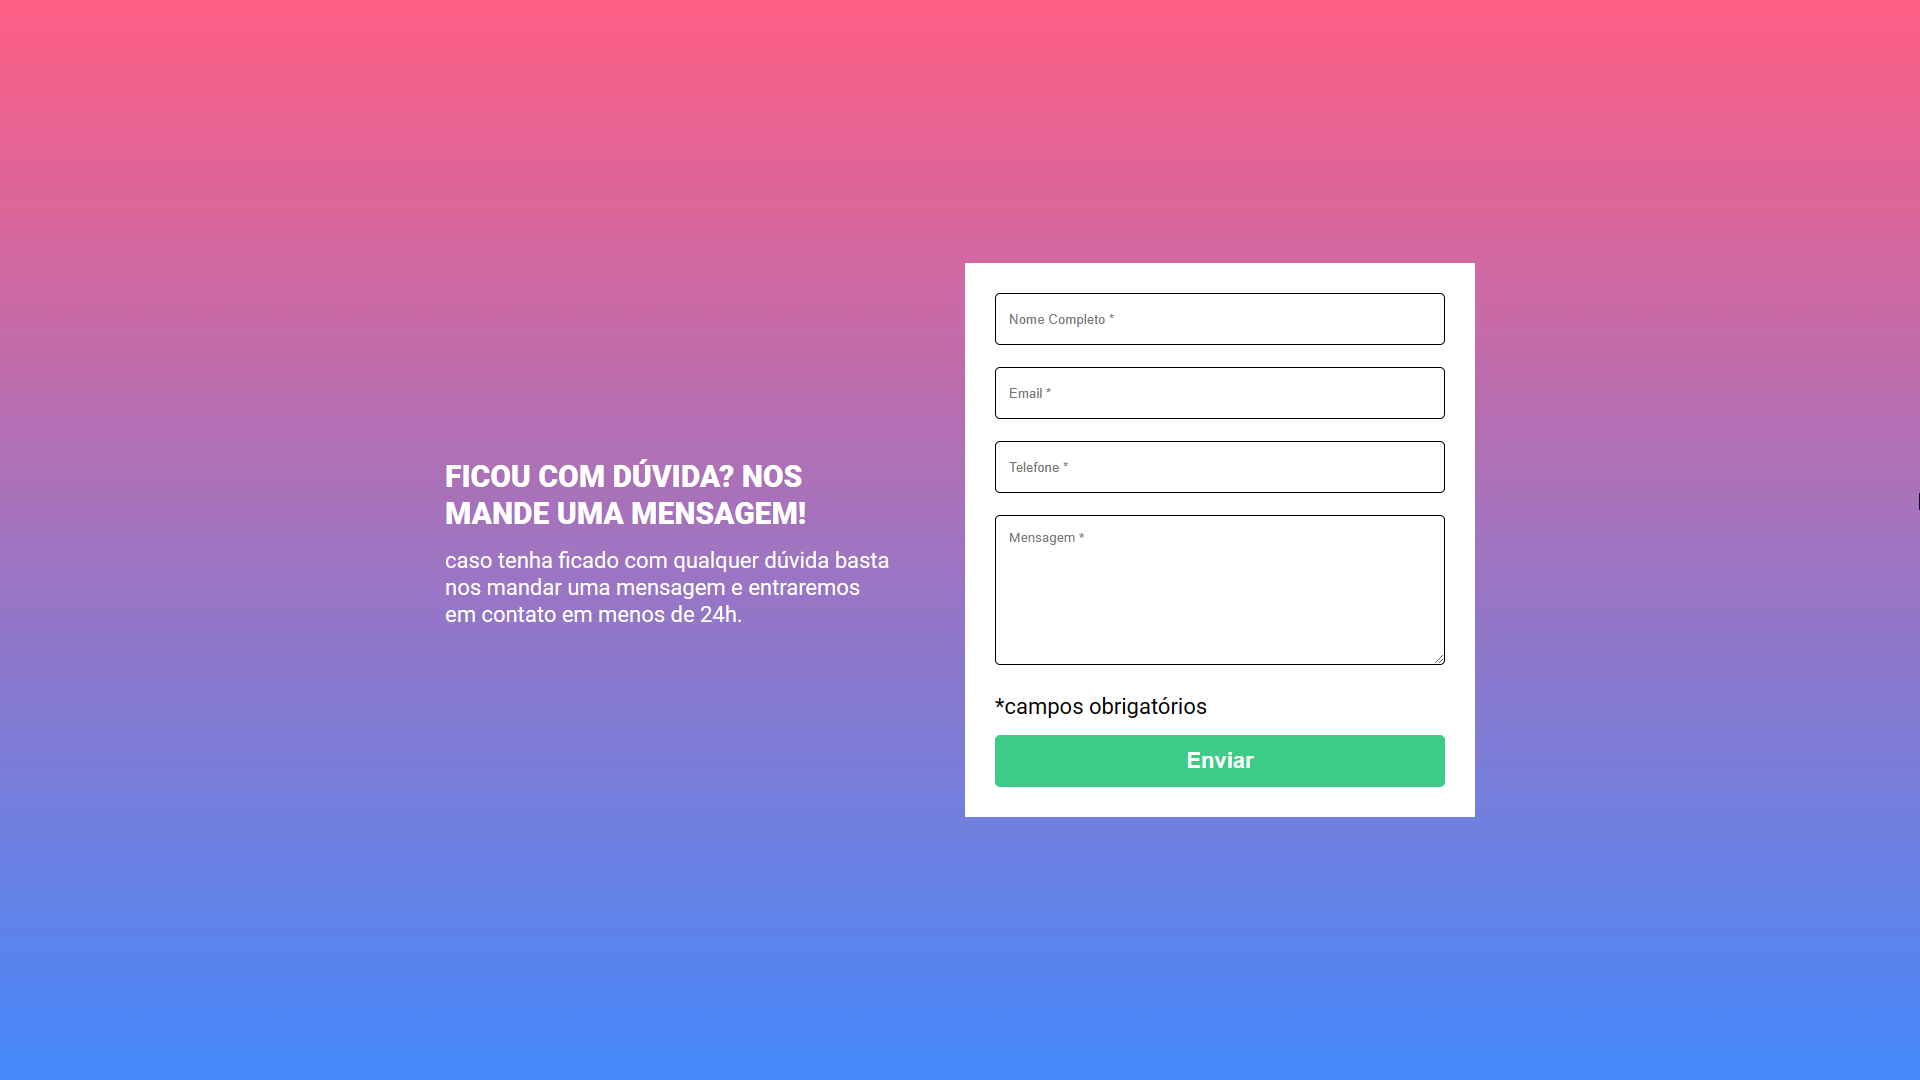 FICOU COM DÚVIDA? NOS
MANDE UMA MENSAGEM!
caso tenha ficado com qualquer dúvida basta
nos mandar uma mensagem e entraremos
em contato em menos de 24h.
Nome Completo *
Email *
Telefone *
Mensagem *
*campos obrigatórios
Enviar